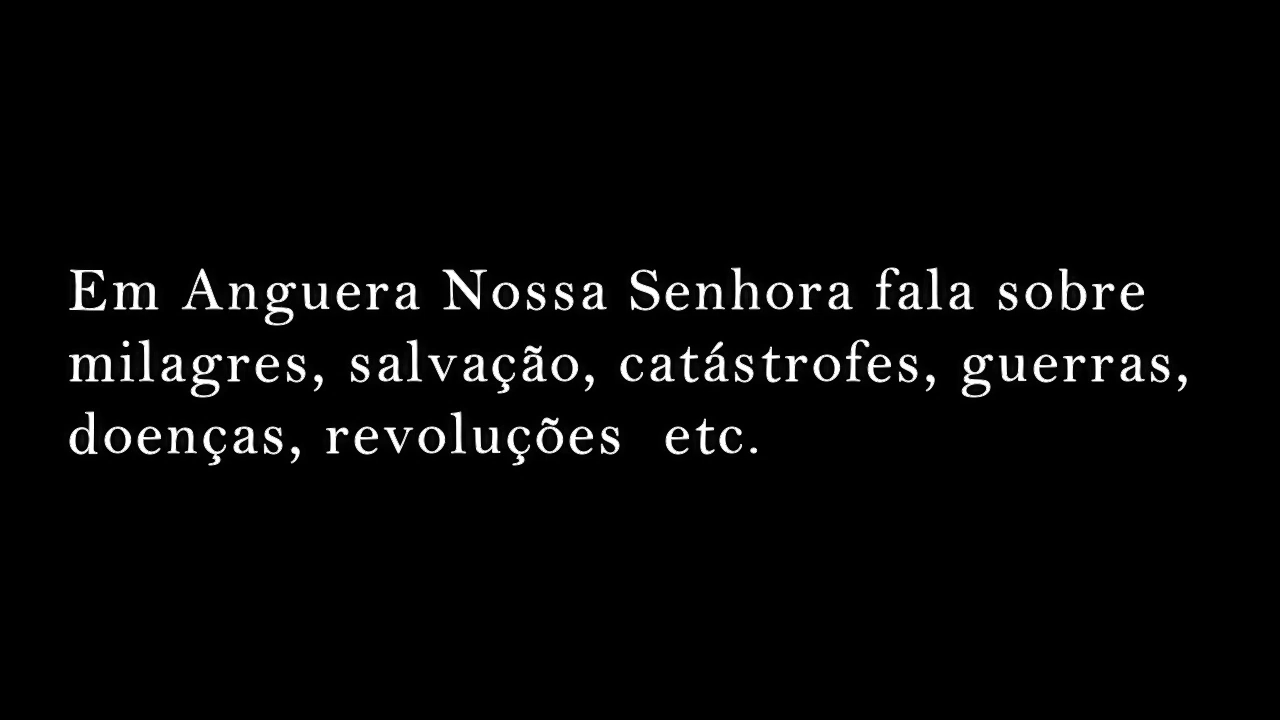 Em Anguera Nossa Senhora fala sobre
milagres, salvação, catástrofes, guerras,
doenças, revoluções  etc.